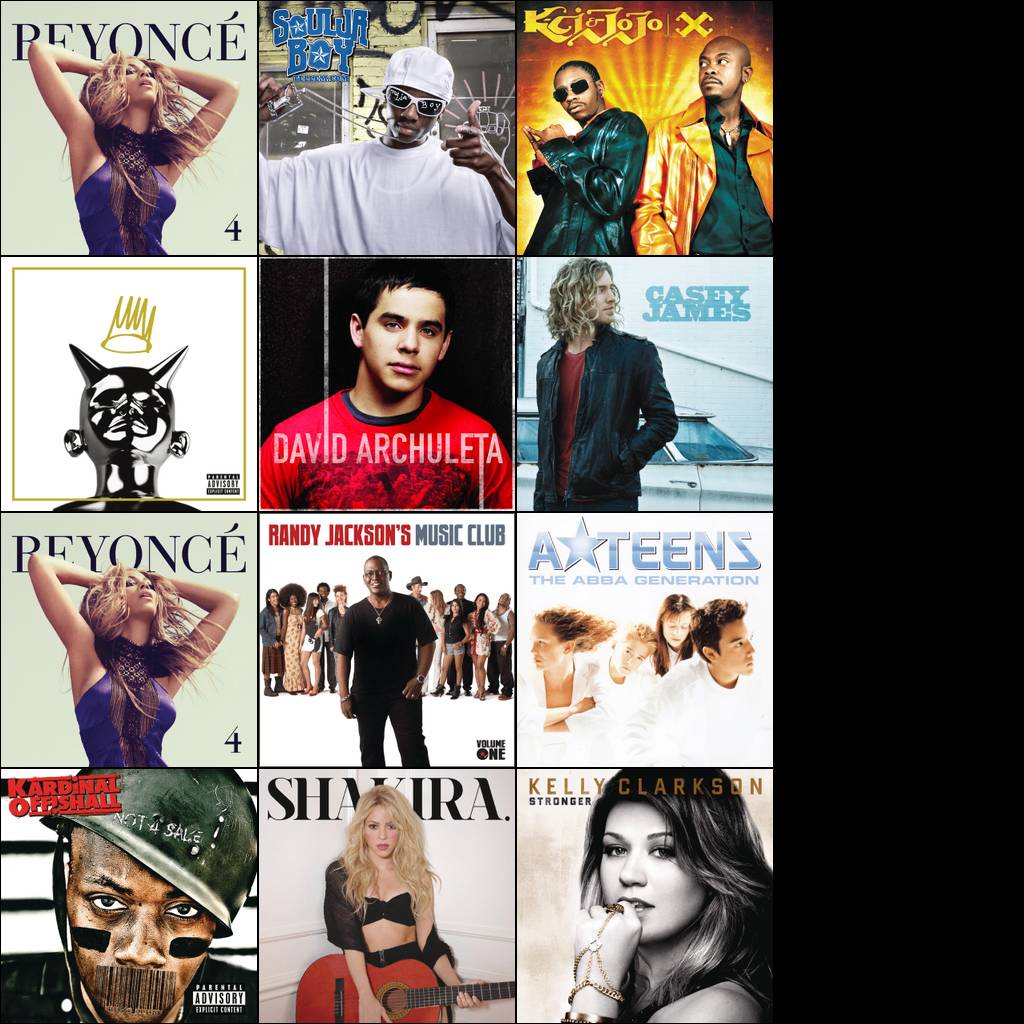 BEYONCÉ
4
SOULJA
BOY
K-Ci & JoJo X
Soulja Boy
PARENTAL
ADVISORY
EXPLICIT CONTENT
DAVID ARCHULETA
CASEY
JAMES
BEYONCÉ
4
RANDY JACKSON'S MUSIC CLUB
VOLUME
ONE
A★TEENS
THE ABBA GENERATION
KARDINAL
OFFISHALL
NOT 4 SALE
PARENTAL
ADVISORY
EXPLICIT CONTENT
SHAKIRA.
KELLY CLARKSON
STRONGER